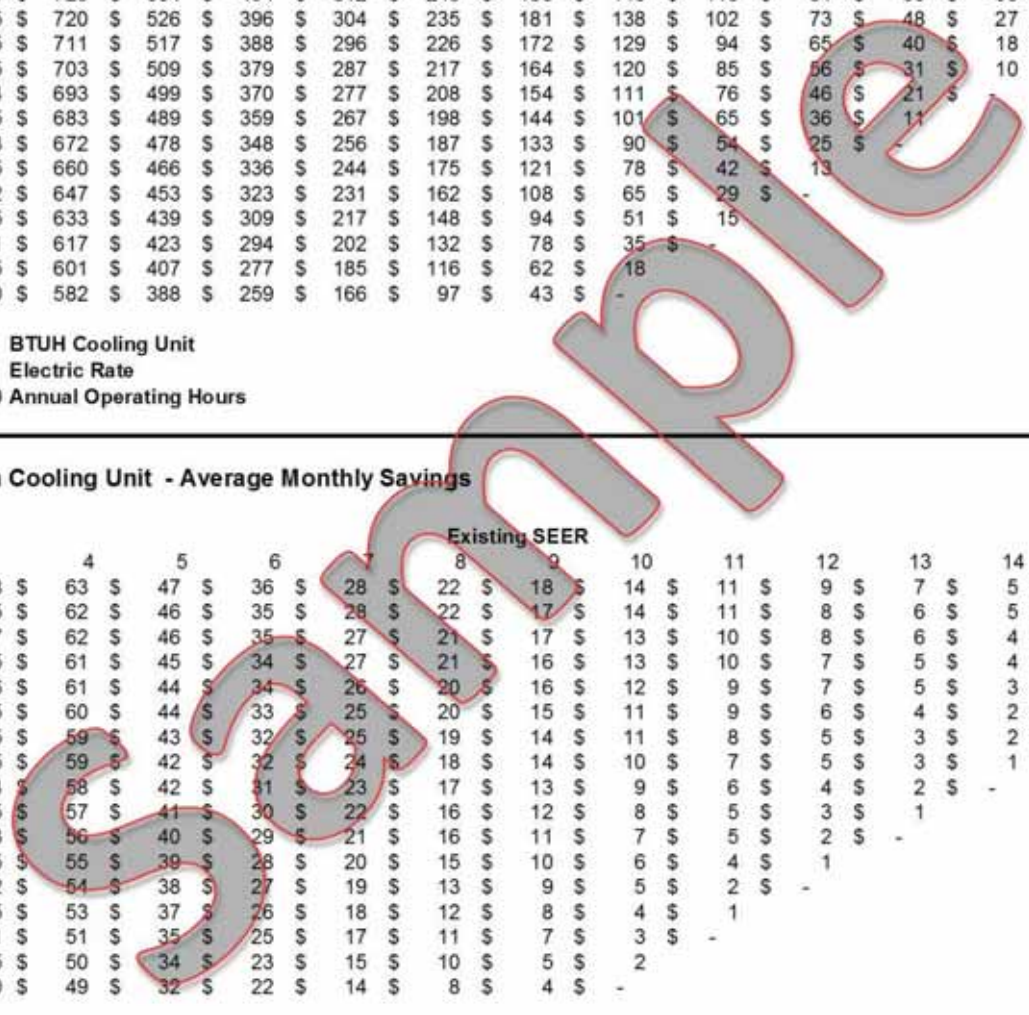 $ 720 $ 526 $ 396 $ 304 $ 235 $ 181 $ 138 $ 102 $ 73 $ 48 $ 27
$ 711 $ 517 $ 388 $ 296 $ 226 $ 172 $ 129 $ 94 $ 65 $ 40 $ 18
$ 703 $ 509 $ 379 $ 287 $ 217 $ 164 $ 120 $ 85 $ 56 $ 31 $ 10
$ 693 $ 499 $ 370 $ 277 $ 208 $ 154 $ 111 $ 76 $ 46 $ 21 $ -
$ 683 $ 489 $ 359 $ 267 $ 198 $ 144 $ 101 $ 65 $ 36 $ 11
$ 672 $ 478 $ 348 $ 256 $ 187 $ 133 $ 90 $ 54 $ 25 $ -
$ 660 $ 466 $ 336 $ 244 $ 175 $ 121 $ 78 $ 42 $ 13
$ 647 $ 453 $ 323 $ 231 $ 162 $ 108 $ 65 $ 29 $ -
$ 633 $ 439 $ 309 $ 217 $ 148 $ 94 $ 51 $ 15
$ 617 $ 423 $ 294 $ 202 $ 132 $ 78 $ 35 $ -
$ 601 $ 407 $ 277 $ 185 $ 116 $ 62 $ 18
$ 582 $ 388 $ 259 $ 166 $ 97 $ 43 $ -
BTUH Cooling Unit
Electric Rate
Annual Operating Hours
Cooling Unit - Average Monthly Savings
Existing SEER
4 5 6 7 8 9 10 11 12 13 14
$ 63 $ 47 $ 36 $ 28 $ 22 $ 18 $ 14 $ 11 $ 9 $ 7 $ 5
$ 62 $ 46 $ 35 $ 28 $ 22 $ 17 $ 14 $ 11 $ 8 $ 6 $ 5
$ 62 $ 46 $ 35 $ 27 $ 21 $ 17 $ 13 $ 10 $ 8 $ 6 $ 4
$ 61 $ 45 $ 34 $ 27 $ 21 $ 16 $ 13 $ 10 $ 7 $ 5 $ 4
$ 61 $ 44 $ 34 $ 26 $ 20 $ 16 $ 12 $ 9 $ 7 $ 5 $ 3
$ 60 $ 44 $ 33 $ 25 $ 20 $ 15 $ 11 $ 9 $ 6 $ 4 $ 2
$ 59 $ 43 $ 32 $ 25 $ 19 $ 14 $ 11 $ 8 $ 5 $ 3 $ 2
$ 59 $ 42 $ 32 $ 24 $ 18 $ 14 $ 10 $ 7 $ 5 $ 3 $ 1
$ 58 $ 42 $ 31 $ 23 $ 17 $ 13 $ 9 $ 6 $ 4 $ 2 $ -
$ 57 $ 41 $ 30 $ 22 $ 16 $ 12 $ 8 $ 5 $ 3 $ 1
$ 56 $ 40 $ 29 $ 21 $ 16 $ 11 $ 7 $ 5 $ 2 $ -
$ 55 $ 39 $ 28 $ 20 $ 15 $ 10 $ 6 $ 4 $ 1
$ 54 $ 38 $ 27 $ 19 $ 13 $ 9 $ 5 $ 2 $ -
$ 53 $ 37 $ 26 $ 18 $ 12 $ 8 $ 4 $ 1
$ 51 $ 35 $ 25 $ 17 $ 11 $ 7 $ 3 $ -
$ 50 $ 34 $ 23 $ 15 $ 10 $ 5 $ 2
$ 49 $ 32 $ 22 $ 14 $ 8 $ 4 $ -
Sample